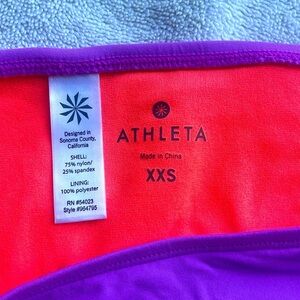 Designed in
Sonoma County,
California
SHELL:
75% nylon/
25% spandex
LINING:
100% polyester
RN #54023
Style #964795
ATHLETA
Made in China
XXS